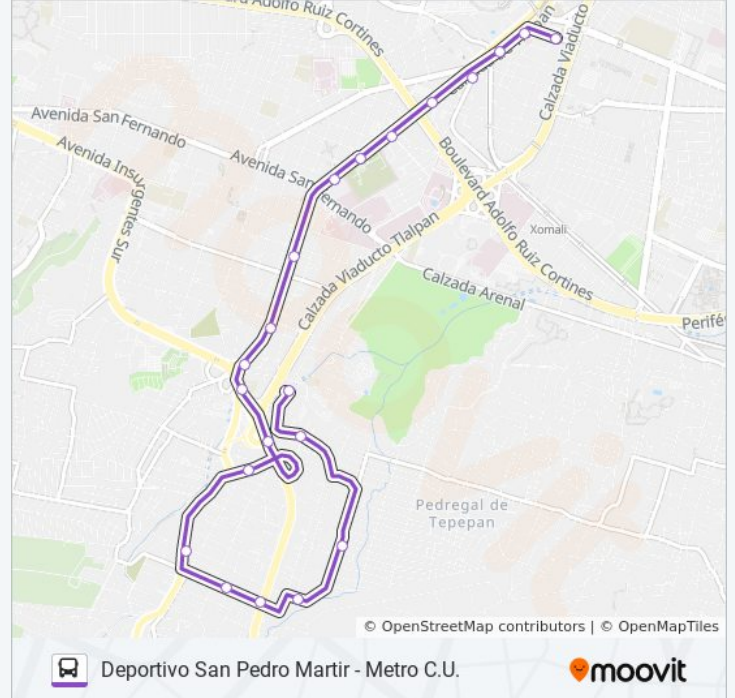 Adolfo Ruiz Cortines
Calzada Viaducto
Avenida San Fernando
Avenida Insurgentes Sur
Avenida San Fernando
Boulevard Adolfo Ruiz Cortines
Xomali
Calzada Viaducto Tlalpan
Calzada Arenal
Perifé
Pedregal de
Tepepan
© OpenStreetMap contributors | © OpenMapTiles
Deportivo San Pedro Martir - Metro C.U.
moovit